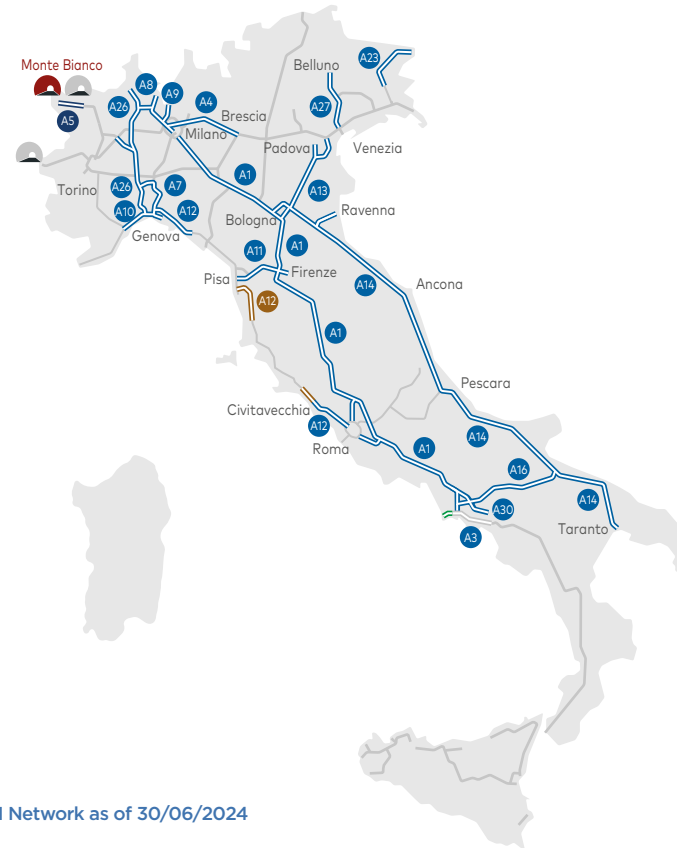 Monte Bianco
A8
A9
A4
Belluno
A23
A26
A27
A5
Brescia
Milano
Padova
Venezia
A1
Torino
A26
A7
A13
A10
A12
Ravenna
Genova
Bologna
A11
A1
Pisa
Firenze
A12
A14
Ancona
A1
Pescara
Civitavecchia
A12
Roma
A14
A1
A16
A14
A30
Taranto
A3
Network as of 30/06/2024